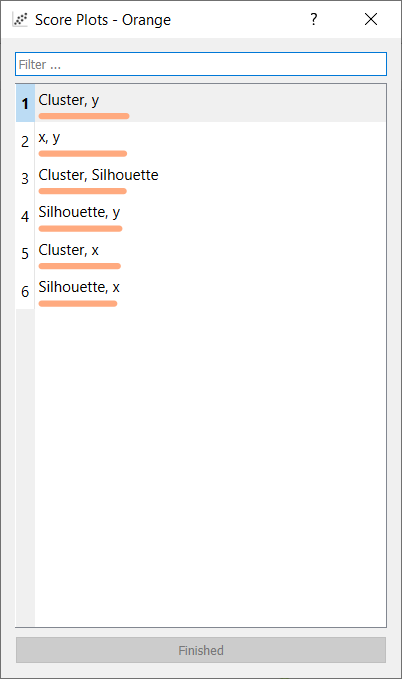 Score Plots - Orange ?
Filter ...
1 Cluster, y
2 x, y
3 Cluster, Silhouette
4 Silhouette, y
5 Cluster, x
6 Silhouette, x
Finished